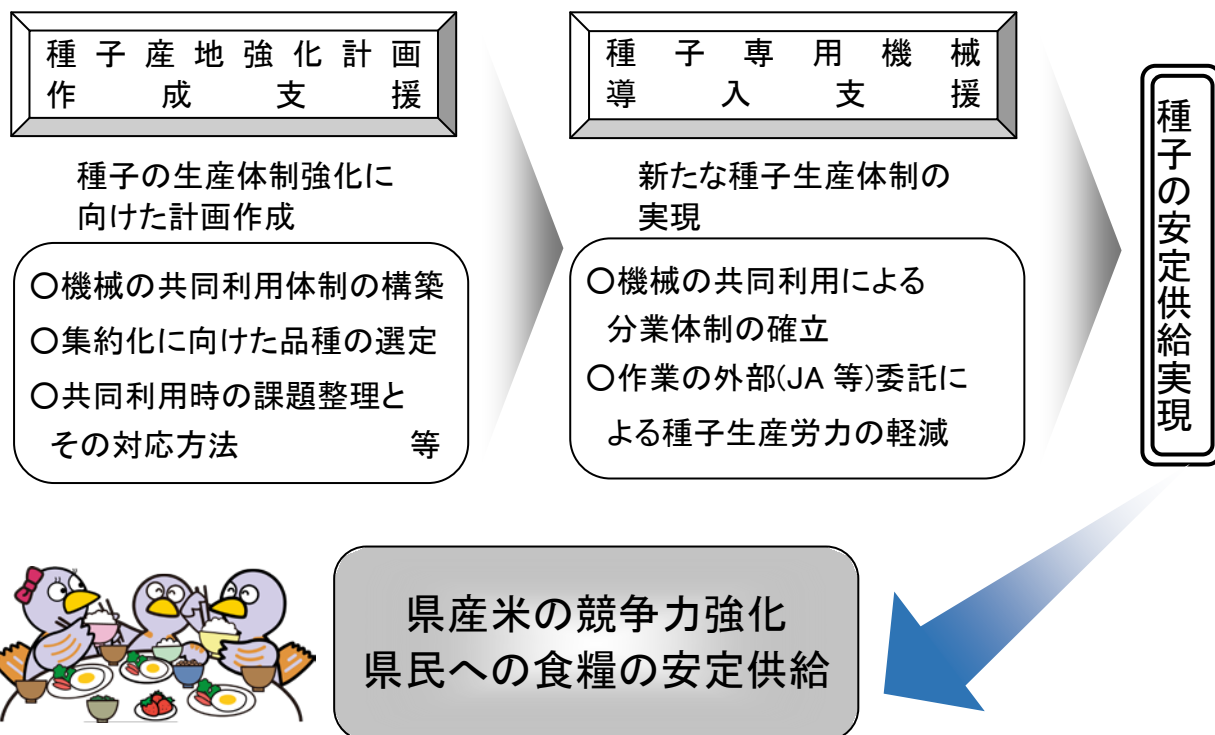 種子産地強化計画
作成支援
種子の生産体制強化に
向けた計画作成
〇機械の共同利用体制の構築
〇集約化に向けた品種の選定
〇共同利用時の課題整理と
その対応方法 等
種子専用機械
導入支援
新たな種子生産体制の
実現
〇機械の共同利用による
分業体制の確立
〇作業の外部(JA 等)委託に
よる種子生産労力の軽減
種子の安定供給実現
県産米の競争力強化
県民への食糧の安定供給